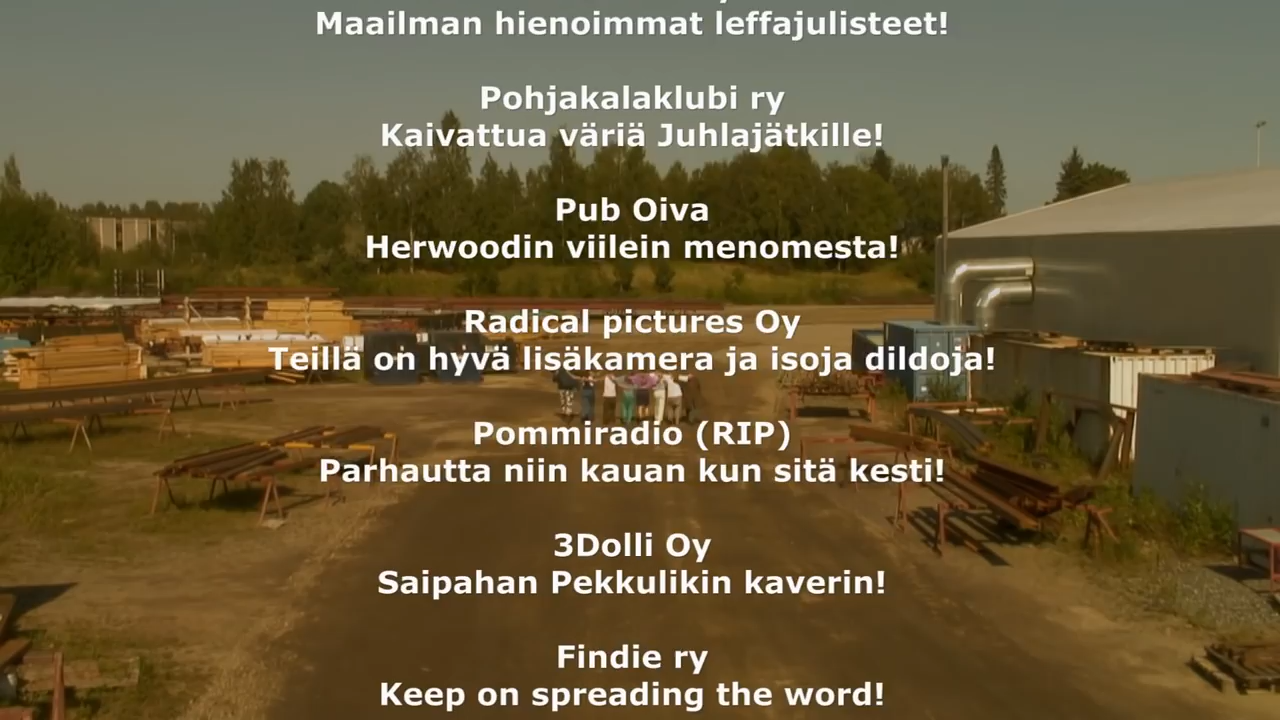 Maailman hienoimmat leffajulisteet!
Pohjakalaklubi ry
Kaivattua väriä Juhlajätkille!
Pub Oiva
Herwoodin viilein menomesta!
Radical pictures Oy
Teillä on hyvä lisäkamera ja isoja dildoja!
Pommiradio (RIP)
Parhautta niin kauan kun sitä kesti!
3Dolli Oy
Saipahan Pekkulikin kaverin!
Findie ry
Keep on spreading the word!